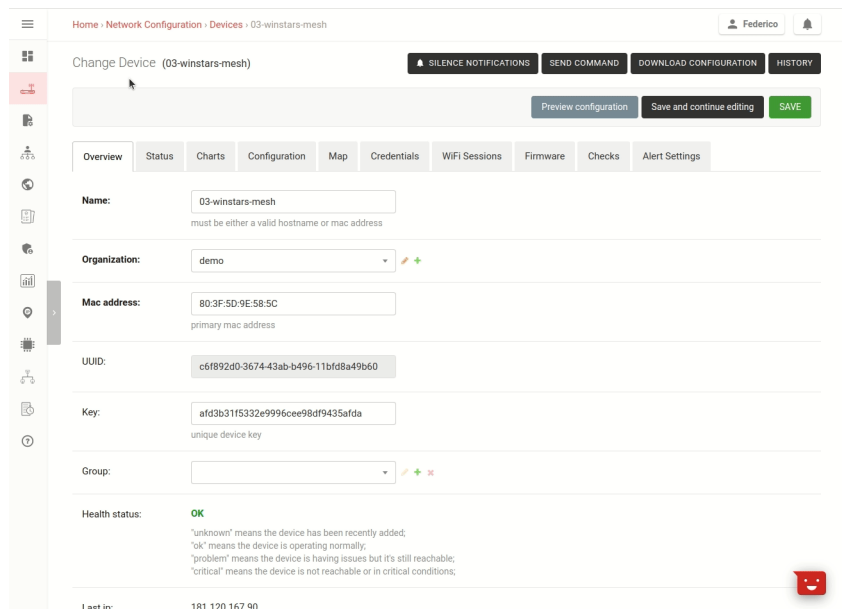 Home › Network Configuration › Devices › 03-winstars-mesh
Federico
Change Device (03-winstars-mesh)
SILENCE NOTIFICATIONS
SEND COMMAND
DOWNLOAD CONFIGURATION
HISTORY
Preview configuration
Save and continue editing
SAVE
Overview
Status
Charts
Configuration
Map
Credentials
WiFi Sessions
Firmware
Checks
Alert Settings
Name:
03-winstars-mesh
must be either a valid hostname or mac address
Organization:
demo
Mac address:
80:3F:5D:9E:58:5C
primary mac address
UUID:
c6f892d0-3674-43ab-b496-11bfd8a49b60
Key:
afd3b31f5332e9996cee98df9435afda
unique device key
Group:
Health status:
OK
"unknown" means the device has been recently added;
"ok" means the device is operating normally;
"problem" means the device is having issues but it's still reachable;
"critical" means the device is not reachable or in critical conditions;
Last ip:
181.120.167.90